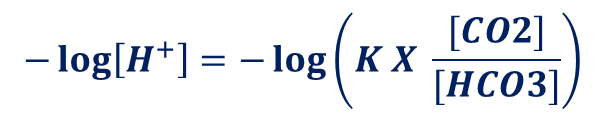 −log[H⁺] = −log(K X [CO2]/[HCO3])